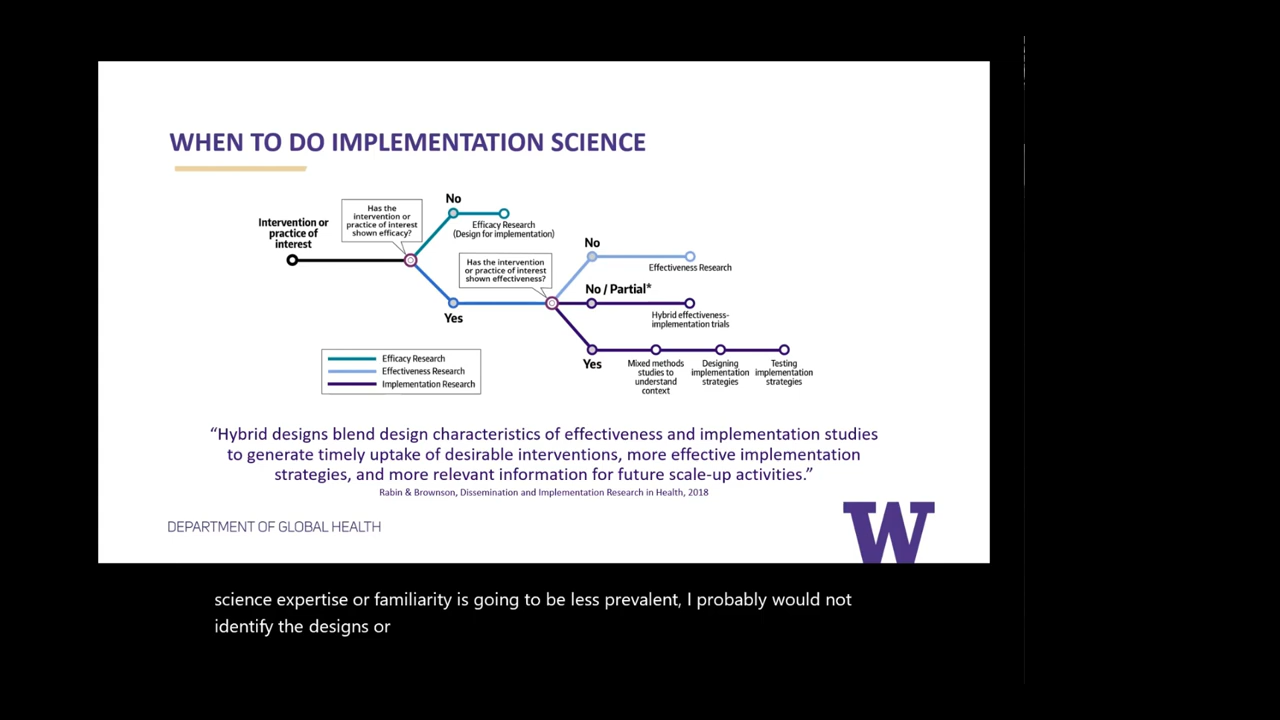 WHEN TO DO IMPLEMENTATION SCIENCE
Intervention or
practice of
interest
Has the
intervention or
practice of interest
shown efficacy?
No
Efficacy Research
(Design for implementation)
Yes
Has the intervention
or practice of interest
shown effectiveness?
No
Effectiveness Research
No / Partial*
Hybrid effectiveness-
implementation trials
Yes
Mixed methods
studies to
understand
context
Designing
implementation
strategies
Testing
implementation
strategies
Efficacy Research
Effectiveness Research
Implementation Research
“Hybrid designs blend design characteristics of effectiveness and implementation studies
to generate timely uptake of desirable interventions, more effective implementation
strategies, and more relevant information for future scale-up activities.”
Rabin & Brownson, Dissemination and Implementation Research in Health, 2018
DEPARTMENT OF GLOBAL HEALTH
W
science expertise or familiarity is going to be less prevalent, I probably would not
identify the designs or